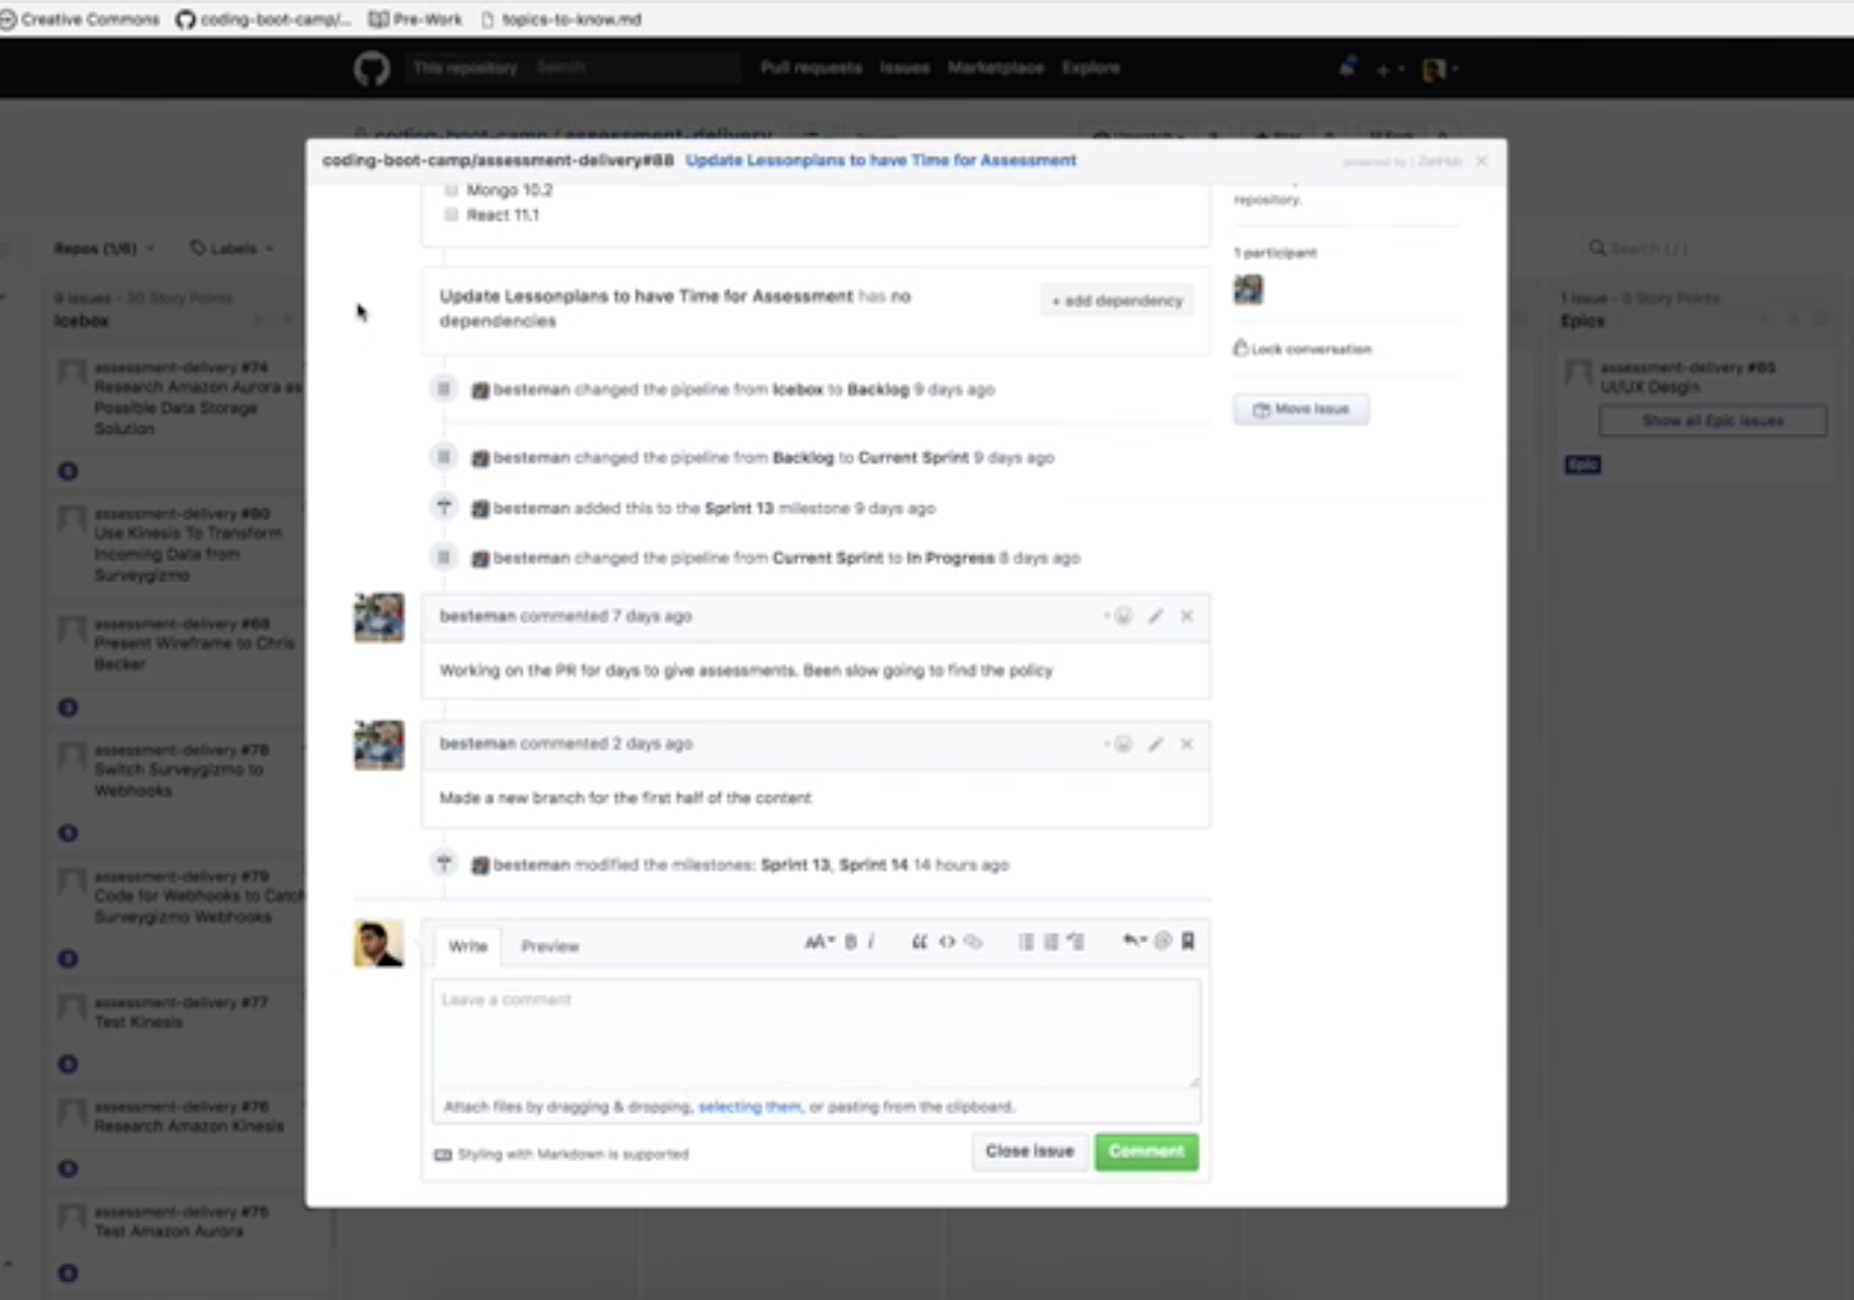 Creative Commons
coding-boot-camp/...
Pre-Work
topics-to-know.md
This repository
Search
Pull requests
Issues
Marketplace
Explore
coding-boot-camp / assessment-delivery
coding-boot-camp/assessment-delivery#88 Update Lessonplans to have Time for Assessment
powered by | ZenHub
Mongo 10.2
React 11.1
repository.
1 participant
Update Lessonplans to have Time for Assessment has no
dependencies
+ add dependency
Lock conversation
Move issue
besteman changed the pipeline from Icebox to Backlog 9 days ago
besteman changed the pipeline from Backlog to Current Sprint 9 days ago
besteman added this to the Sprint 13 milestone 9 days ago
besteman changed the pipeline from Current Sprint to In Progress 8 days ago
besteman commented 7 days ago
Working on the PR for days to give assessments. Been slow going to find the policy
besteman commented 2 days ago
Made a new branch for the first half of the content
besteman modified the milestones: Sprint 13, Sprint 14 14 hours ago
Write
Preview
Leave a comment
Attach files by dragging & dropping, selecting them, or pasting from the clipboard.
Styling with Markdown is supported
Close issue
Comment
Repos (1/6)
Labels
9 Issues - 30 Story Points
Icebox
assessment-delivery #74
Research Amazon Aurora as
Possible Data Storage
Solution
assessment-delivery #80
Use Kinesis To Transform
Incoming Data from
Surveygizmo
assessment-delivery #68
Present Wireframe to Chris
Becker
assessment-delivery #78
Switch Surveygizmo to
Webhooks
assessment-delivery #79
Code for Webhooks to Catch
Surveygizmo Webhooks
assessment-delivery #77
Test Kinesis
assessment-delivery #76
Research Amazon Kinesis
assessment-delivery #75
Test Amazon Aurora
Search ( / )
1 Issue - 0 Story Points
Epics
assessment-delivery #85
UI/UX Desgin
Show all Epic issues
Epic